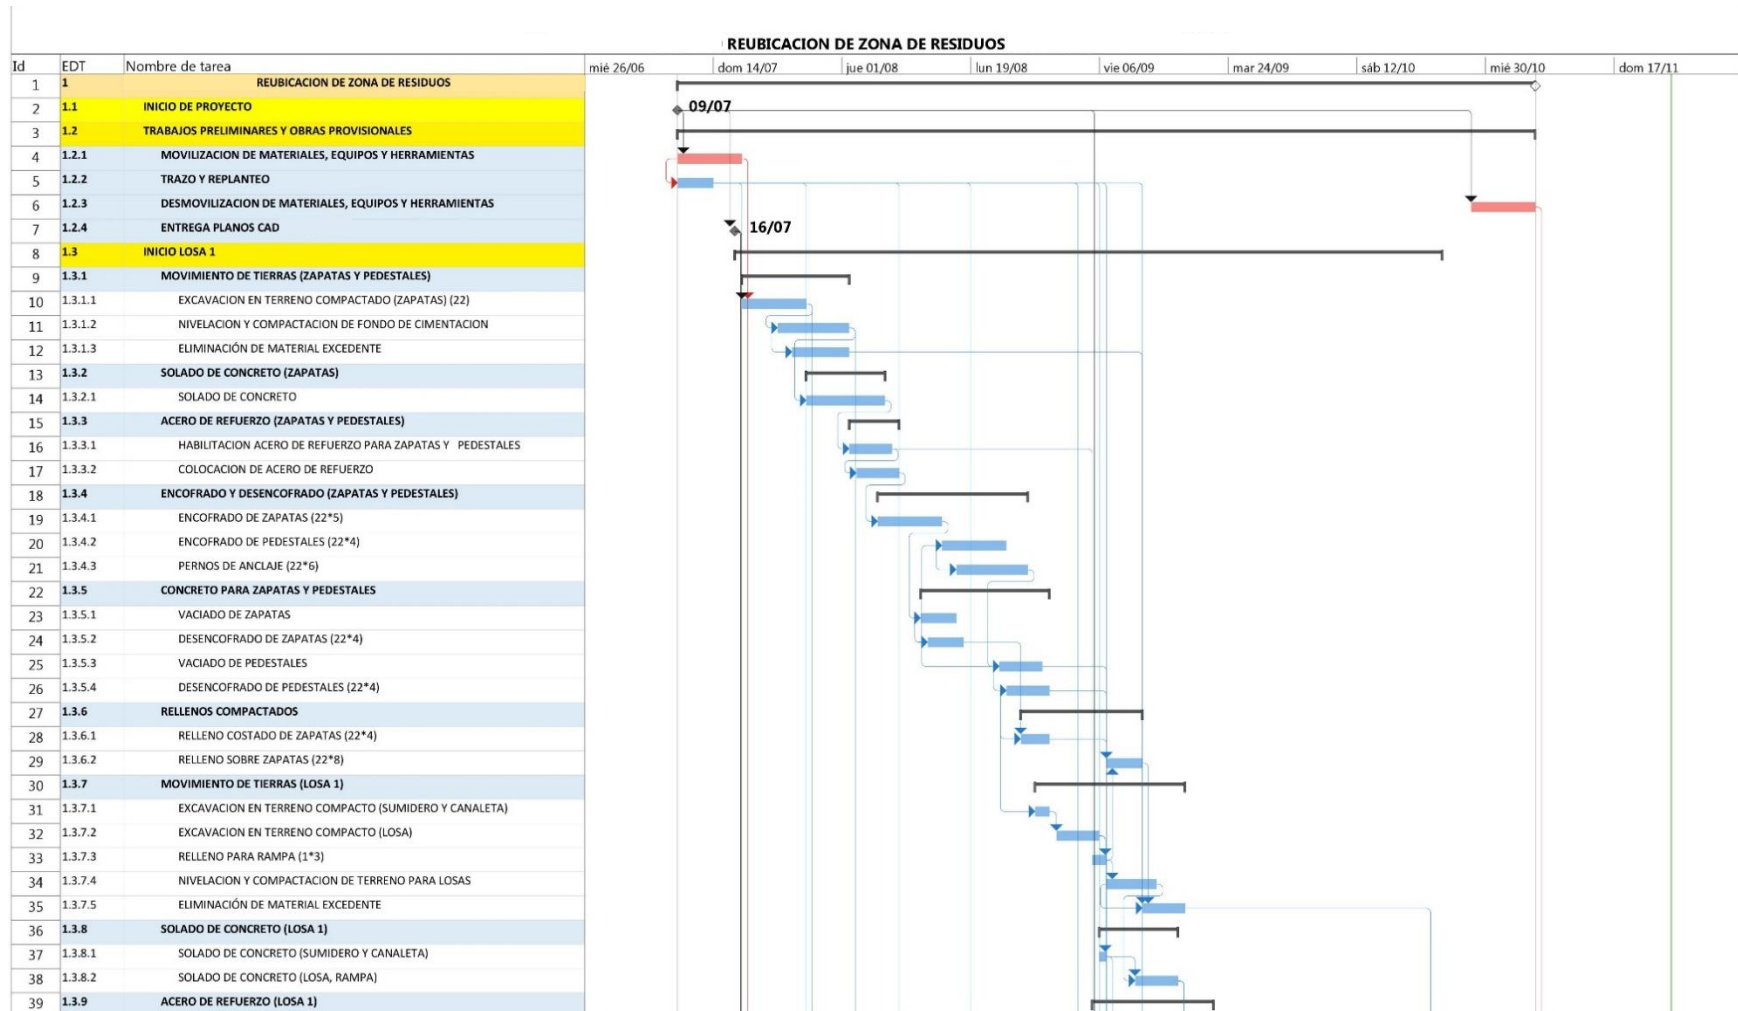 REUBICACION DE ZONA DE RESIDUOS
Id EDT Nombre de tarea mié 26/06 dom 14/07 jue 01/08 lun 19/08 vie 06/09 mar 24/09 sáb 12/10 mié 30/10 dom 17/11
1 1 REUBICACION DE ZONA DE RESIDUOS
2 1.1 INICIO DE PROYECTO 09/07
3 1.2 TRABAJOS PRELIMINARES Y OBRAS PROVISIONALES
4 1.2.1 MOVILIZACION DE MATERIALES, EQUIPOS Y HERRAMIENTAS
5 1.2.2 TRAZO Y REPLANTEO
6 1.2.3 DESMOVILIZACION DE MATERIALES, EQUIPOS Y HERRAMIENTAS
7 1.2.4 ENTREGA PLANOS CAD 16/07
8 1.3 INICIO LOSA 1
9 1.3.1 MOVIMIENTO DE TIERRAS (ZAPATAS Y PEDESTALES)
10 1.3.1.1 EXCAVACION EN TERRENO COMPACTADO (ZAPATAS) (22)
11 1.3.1.2 NIVELACION Y COMPACTACION DE FONDO DE CIMENTACION
12 1.3.1.3 ELIMINACIÓN DE MATERIAL EXCEDENTE
13 1.3.2 SOLADO DE CONCRETO (ZAPATAS)
14 1.3.2.1 SOLADO DE CONCRETO
15 1.3.3 ACERO DE REFUERZO (ZAPATAS Y PEDESTALES)
16 1.3.3.1 HABILITACION ACERO DE REFUERZO PARA ZAPATAS Y PEDESTALES
17 1.3.3.2 COLOCACION DE ACERO DE REFUERZO
18 1.3.4 ENCOFRADO Y DESENCOFRADO (ZAPATAS Y PEDESTALES)
19 1.3.4.1 ENCOFRADO DE ZAPATAS (22*5)
20 1.3.4.2 ENCOFRADO DE PEDESTALES (22*4)
21 1.3.4.3 PERNOS DE ANCLAJE (22*6)
22 1.3.5 CONCRETO PARA ZAPATAS Y PEDESTALES
23 1.3.5.1 VACIADO DE ZAPATAS
24 1.3.5.2 DESENCOFRADO DE ZAPATAS (22*4)
25 1.3.5.3 VACIADO DE PEDESTALES
26 1.3.5.4 DESENCOFRADO DE PEDESTALES (22*4)
27 1.3.6 RELLENOS COMPACTADOS
28 1.3.6.1 RELLENO COSTADO DE ZAPATAS (22*4)
29 1.3.6.2 RELLENO SOBRE ZAPATAS (22*8)
30 1.3.7 MOVIMIENTO DE TIERRAS (LOSA 1)
31 1.3.7.1 EXCAVACION EN TERRENO COMPACTO (SUMIDERO Y CANALETA)
32 1.3.7.2 EXCAVACION EN TERRENO COMPACTO (LOSA)
33 1.3.7.3 RELLENO PARA RAMPA (1*3)
34 1.3.7.4 NIVELACION Y COMPACTACION DE TERRENO PARA LOSAS
35 1.3.7.5 ELIMINACIÓN DE MATERIAL EXCEDENTE
36 1.3.8 SOLADO DE CONCRETO (LOSA 1)
37 1.3.8.1 SOLADO DE CONCRETO (SUMIDERO Y CANALETA)
38 1.3.8.2 SOLADO DE CONCRETO (LOSA, RAMPA)
39 1.3.9 ACERO DE REFUERZO (LOSA 1)